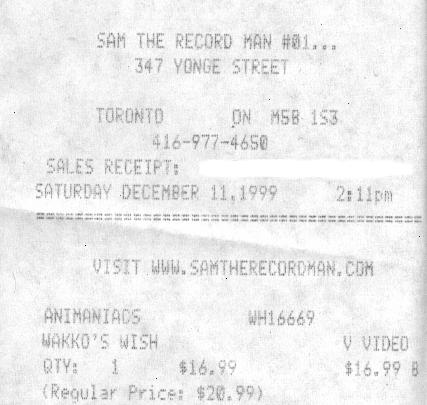 SAM THE RECORD MAN #01...
347 YONGE STREET
TORONTO ON M5B 1S3
416-977-4650
SALES RECEIPT:
SATURDAY DECEMBER 11,1999 2:11pm
================================================
VISIT WWW.SAMTHERECORDMAN.COM
ANIMANIACS WH16669
WAKKO'S WISH V VIDEO
QTY: 1 $16.99 $16.99 B
(Regular Price: $20.99)